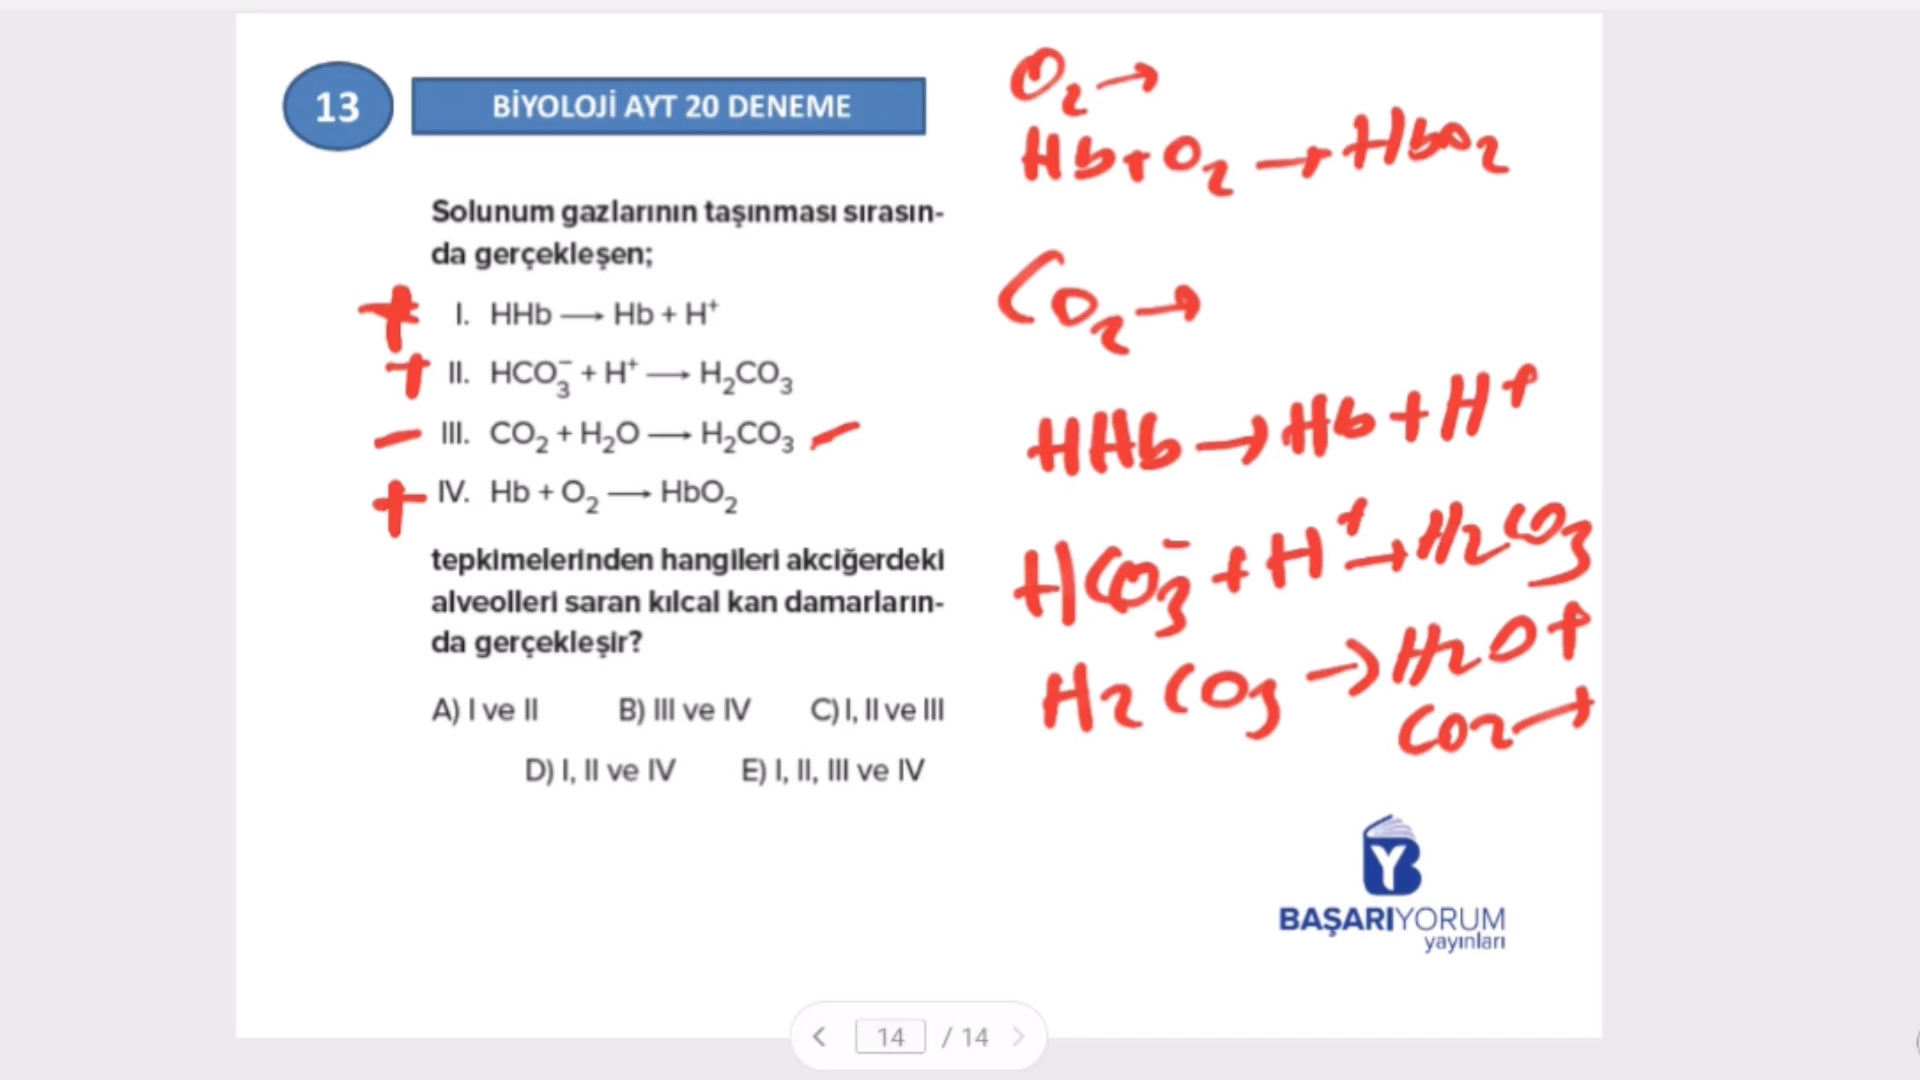 13
BİYOLOJİ AYT 20 DENEME
Solunum gazlarının taşınması sırasın-
da gerçekleşen;
I. HHb → Hb + H⁺
II. HCO₃⁻ + H⁺ → H₂CO₃
III. CO₂ + H₂O → H₂CO₃
IV. Hb + O₂ → HbO₂
tepkimelerinden hangileri akciğerdeki
alveolleri saran kılcal kan damarların-
da gerçekleşir?
A) I ve II B) III ve IV C) I, II ve III
D) I, II ve IV E) I, II, III ve IV
O₂ →
Hb + O₂ → HbO₂
CO₂ →
HHb → Hb + H⁺
HCO₃⁻ + H⁺ → H₂CO₃
H₂CO₃ → H₂O +
CO₂ →
BAŞARIYORUM
yayınları
14 / 14